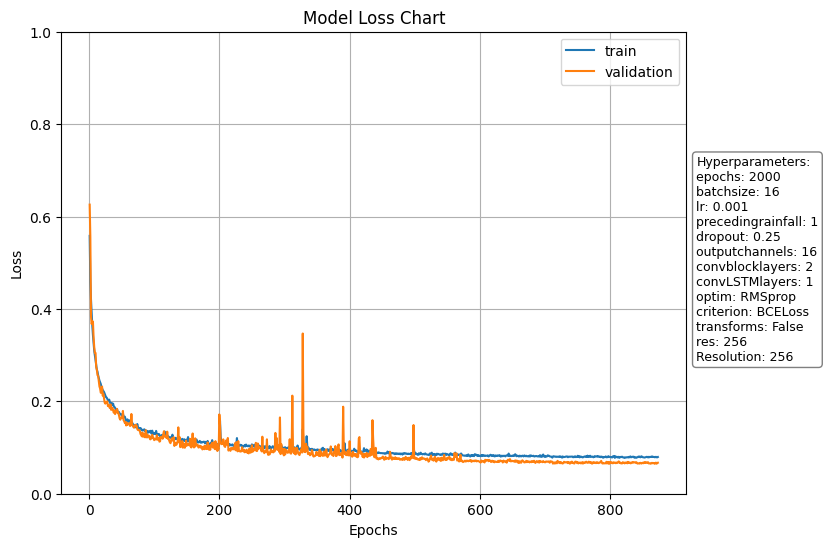 Model Loss Chart
1.0
0.8
0.6
0.4
0.2
0.0
Loss
0
200
400
600
800
Epochs
train
validation
Hyperparameters:
epochs: 2000
batchsize: 16
lr: 0.001
precedingrainfall: 1
dropout: 0.25
outputchannels: 16
convblocklayers: 2
convLSTMlayers: 1
optim: RMSprop
criterion: BCELoss
transforms: False
res: 256
Resolution: 256